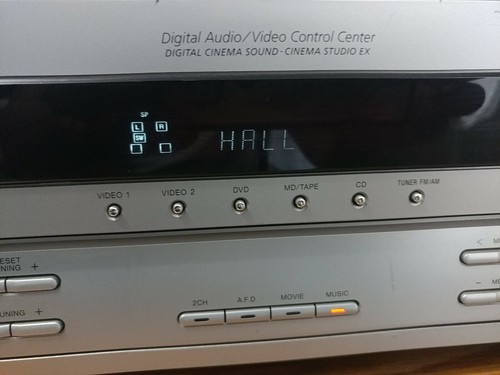 Digital Audio/Video Control Center
DIGITAL CINEMA SOUND · CINEMA STUDIO EX
SP
L R
SW
HALL
VIDEO 1 VIDEO 2 DVD MD/TAPE CD TUNER FM/AM
+
<
+
−
2CH A.F.D MOVIE MUSIC